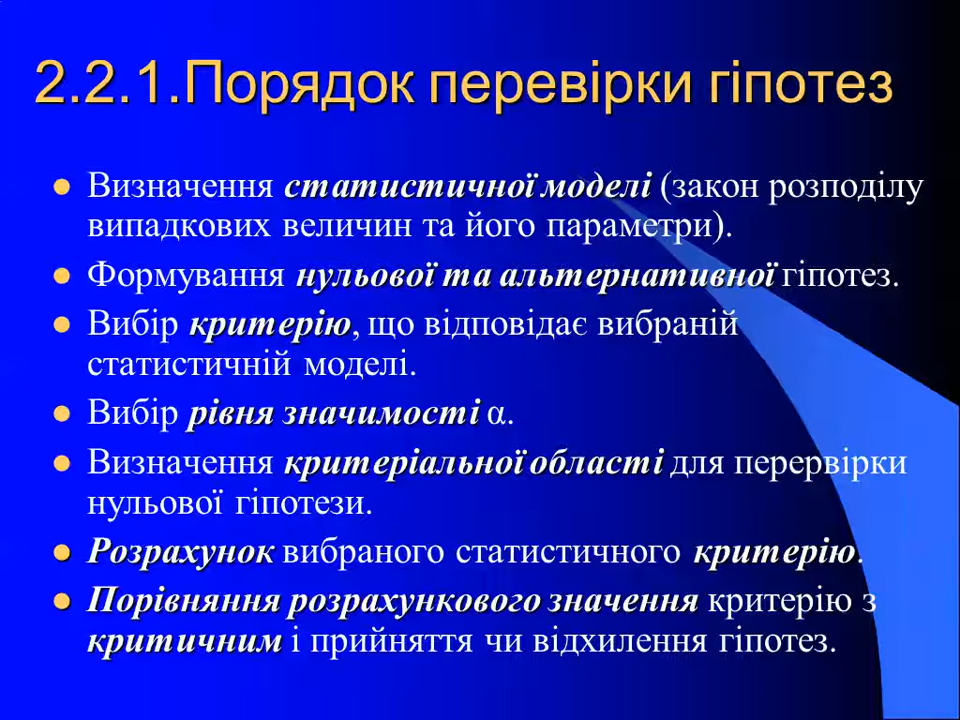 2.2.1.Порядок перевірки гіпотез
Визначення статистичної моделі (закон розподілу
випадкових величин та його параметри).
Формування нульової та альтернативної гіпотез.
Вибір критерію, що відповідає вибраній
статистичній моделі.
Вибір рівня значимості α.
Визначення критеріальної області для перервірки
нульової гіпотези.
Розрахунок вибраного статистичного критерію.
Порівняння розрахункового значення критерію з
критичним і прийняття чи відхилення гіпотез.